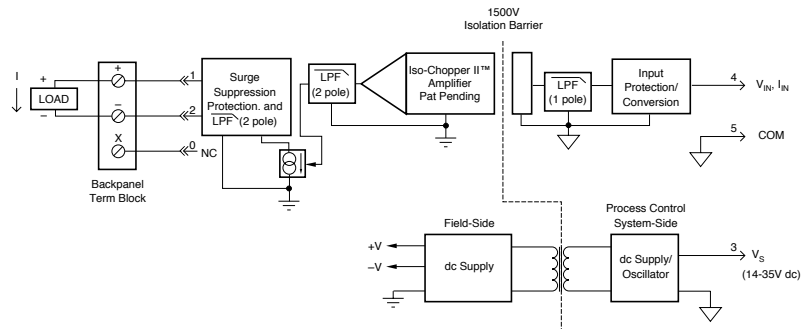 1500V
Isolation Barrier
I
+
LOAD
–
+
–
X
Backpanel
Term Block
1
2
0
NC
Surge
Suppression
Protection. and
LPF (2 pole)
LPF
(2 pole)
Iso-Chopper II™
Amplifier
Pat Pending
LPF
(1 pole)
Input
Protection/
Conversion
4
VIN, IIN
5
COM
Field-Side
+V
–V
dc Supply
Process Control
System-Side
dc Supply/
Oscillator
3
VS
(14-35V dc)